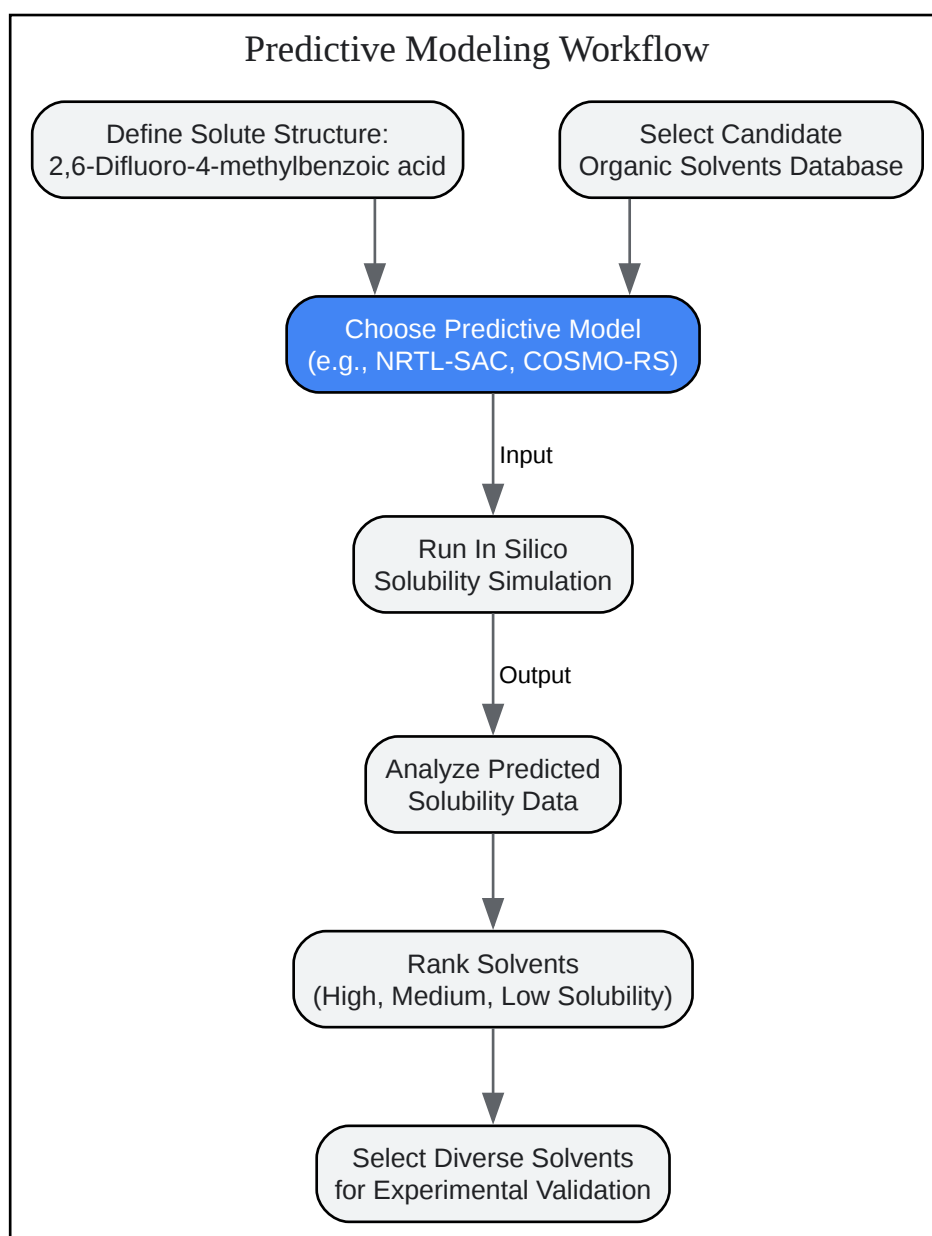 Predictive Modeling Workflow
Define Solute Structure:
2,6-Difluoro-4-methylbenzoic acid
Select Candidate
Organic Solvents Database
Choose Predictive Model
(e.g., NRTL-SAC, COSMO-RS)
Input
Run In Silico
Solubility Simulation
Output
Analyze Predicted
Solubility Data
Rank Solvents
(High, Medium, Low Solubility)
Select Diverse Solvents
for Experimental Validation